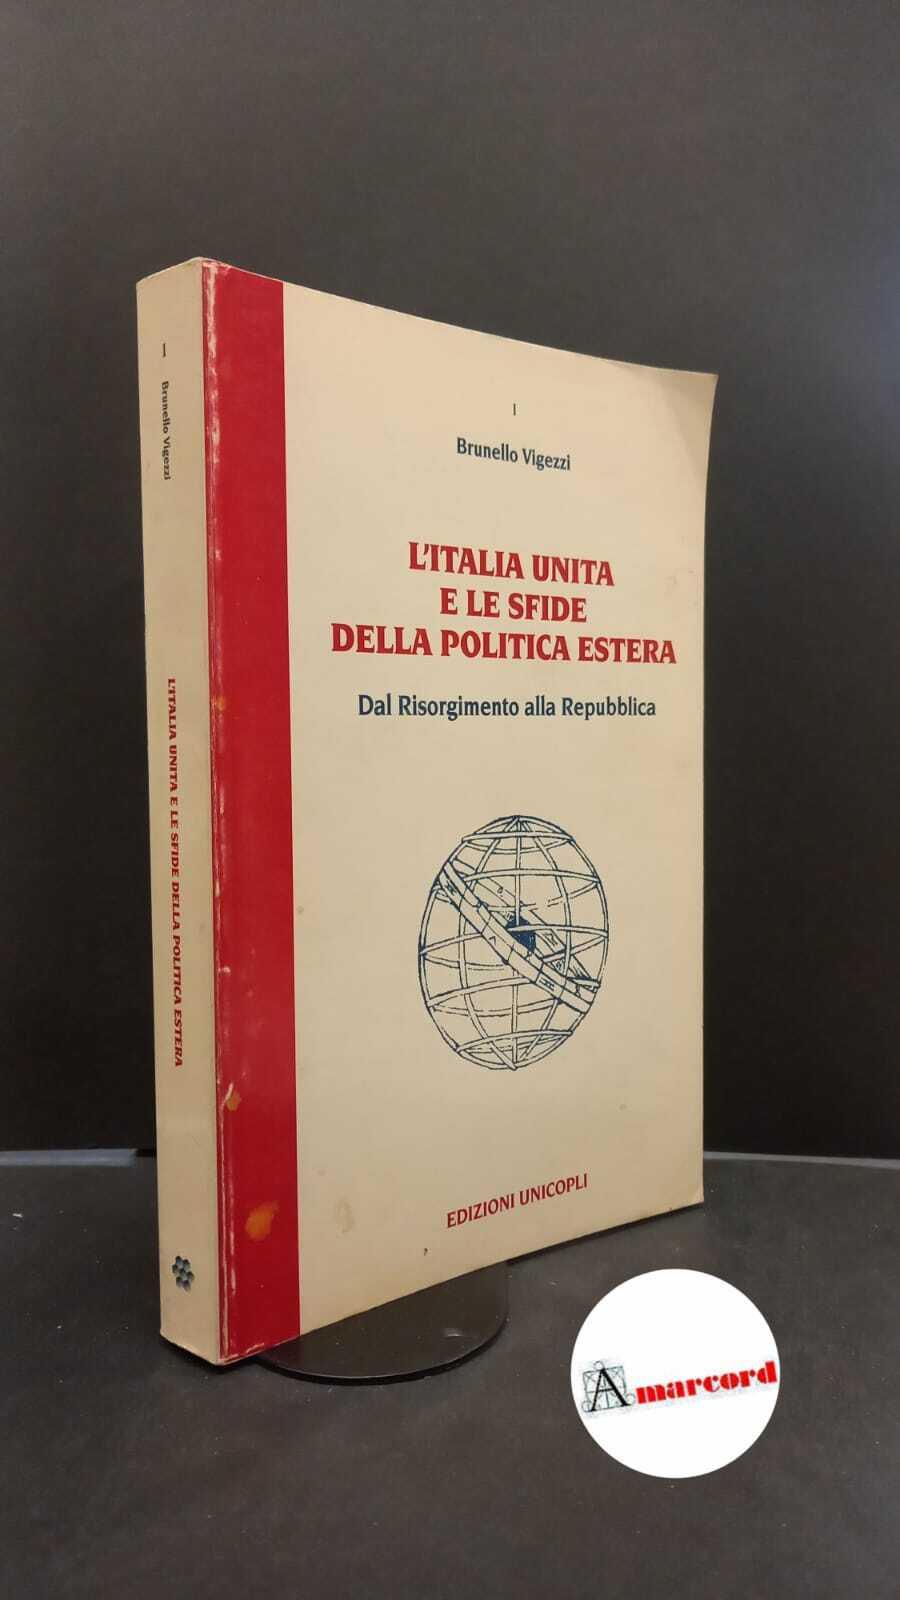 I
Brunello Vigezzi
L'ITALIA UNITA E LE SFIDE DELLA POLITICA ESTERA
I
Brunello Vigezzi
L'ITALIA UNITA
E LE SFIDE
DELLA POLITICA ESTERA
Dal Risorgimento alla Repubblica
EDIZIONI UNICOPLI
Amarcord